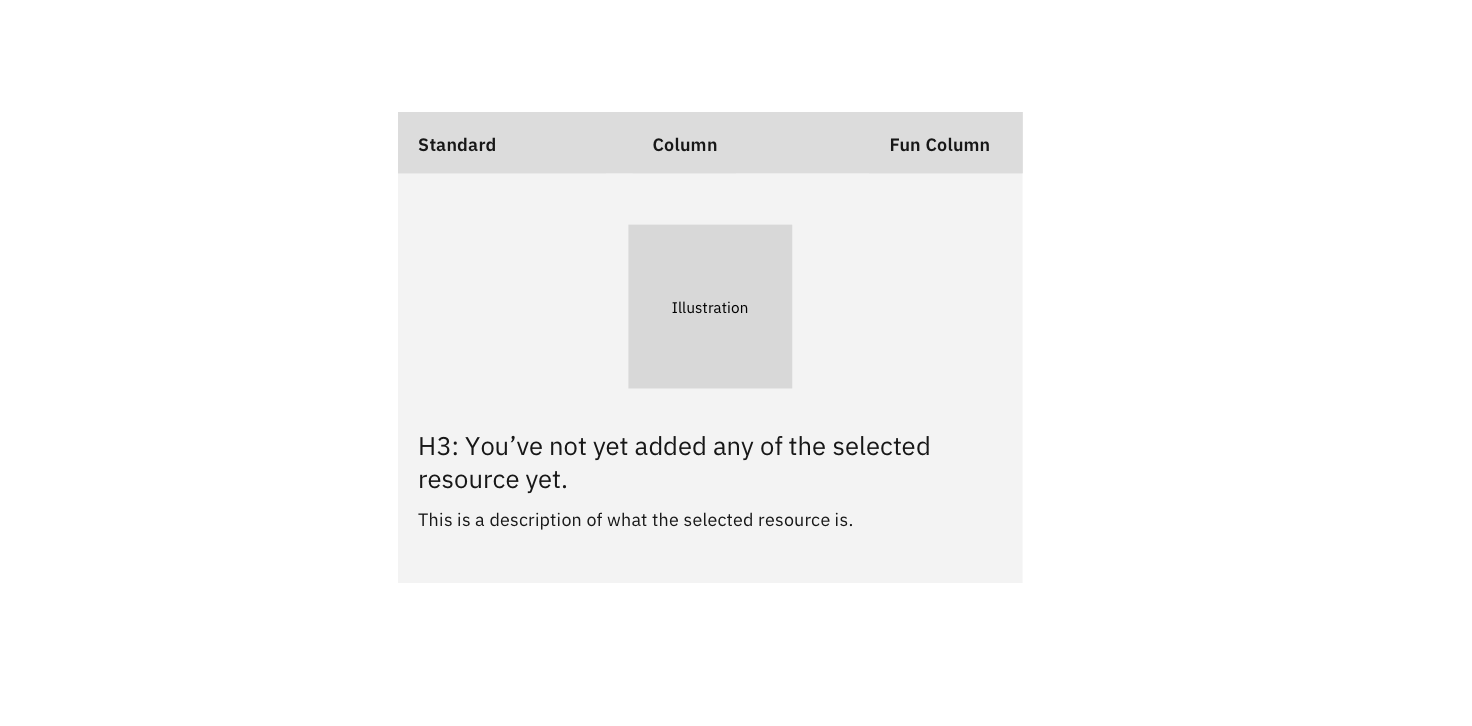 Standard Column Fun Column
Illustration
H3: You’ve not yet added any of the selected
resource yet.
This is a description of what the selected resource is.